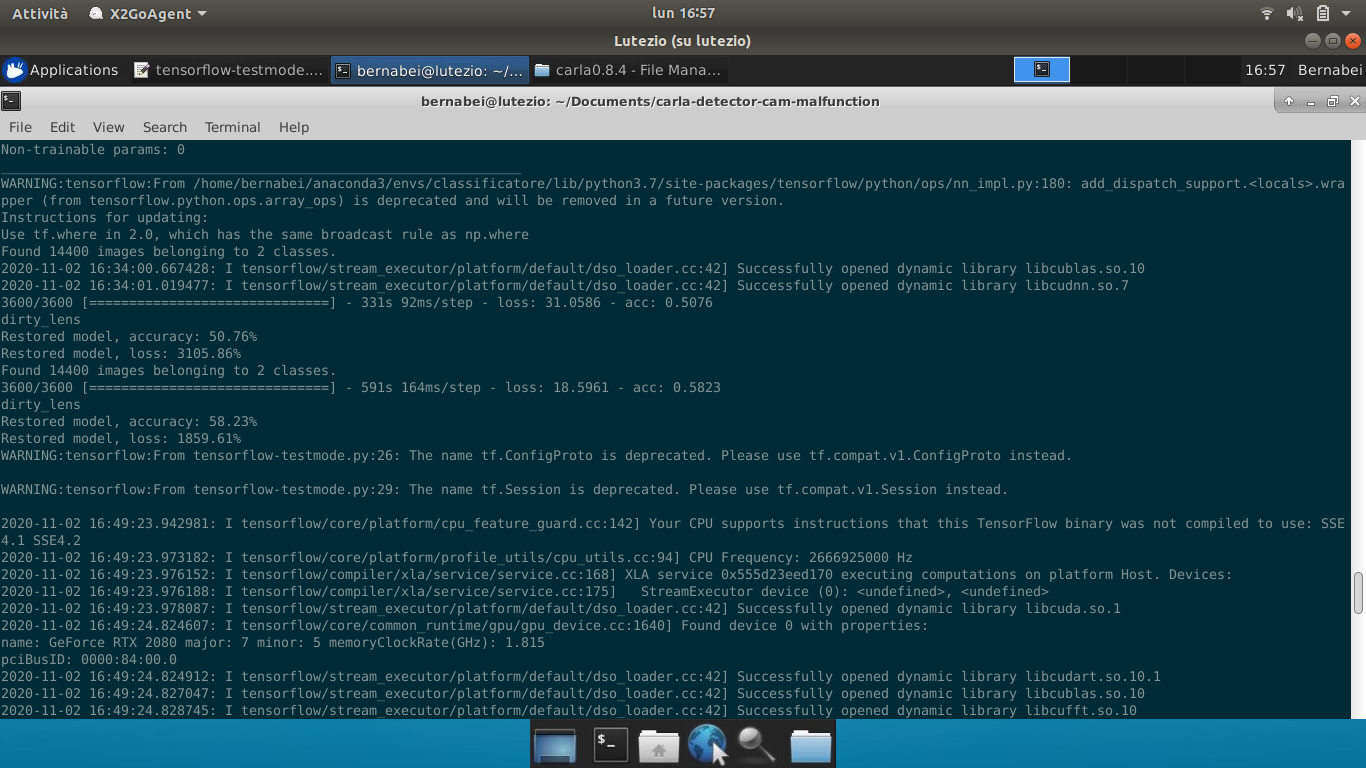 Attività X2GoAgent lun 16:57
Lutezio (su lutezio)
Applications tensorflow-testmode.... bernabei@lutezio: ~/... carla0.8.4 - File Mana... 16:57 Bernabei
bernabei@lutezio: ~/Documents/carla-detector-cam-malfunction
File Edit View Search Terminal Help
Non-trainable params: 0
_________________________________________________________________
WARNING:tensorflow:From /home/bernabei/anaconda3/envs/classificatore/lib/python3.7/site-packages/tensorflow/python/ops/nn_impl.py:180: add_dispatch_support.<locals>.wra
pper (from tensorflow.python.ops.array_ops) is deprecated and will be removed in a future version.
Instructions for updating:
Use tf.where in 2.0, which has the same broadcast rule as np.where
Found 14400 images belonging to 2 classes.
2020-11-02 16:34:00.667428: I tensorflow/stream_executor/platform/default/dso_loader.cc:42] Successfully opened dynamic library libcublas.so.10
2020-11-02 16:34:01.019477: I tensorflow/stream_executor/platform/default/dso_loader.cc:42] Successfully opened dynamic library libcudnn.so.7
3600/3600 [==============================] - 331s 92ms/step - loss: 31.0586 - acc: 0.5076
dirty_lens
Restored model, accuracy: 50.76%
Restored model, loss: 3105.86%
Found 14400 images belonging to 2 classes.
3600/3600 [==============================] - 591s 164ms/step - loss: 18.5961 - acc: 0.5823
dirty_lens
Restored model, accuracy: 58.23%
Restored model, loss: 1859.61%
WARNING:tensorflow:From tensorflow-testmode.py:26: The name tf.ConfigProto is deprecated. Please use tf.compat.v1.ConfigProto instead.
WARNING:tensorflow:From tensorflow-testmode.py:29: The name tf.Session is deprecated. Please use tf.compat.v1.Session instead.
2020-11-02 16:49:23.942981: I tensorflow/core/platform/cpu_feature_guard.cc:142] Your CPU supports instructions that this TensorFlow binary was not compiled to use: SSE
4.1 SSE4.2
2020-11-02 16:49:23.973182: I tensorflow/core/platform/profile_utils/cpu_utils.cc:94] CPU Frequency: 2666925000 Hz
2020-11-02 16:49:23.976152: I tensorflow/compiler/xla/service/service.cc:168] XLA service 0x555d23eed170 executing computations on platform Host. Devices:
2020-11-02 16:49:23.976188: I tensorflow/compiler/xla/service/service.cc:175]   StreamExecutor device (0): <undefined>, <undefined>
2020-11-02 16:49:23.978087: I tensorflow/stream_executor/platform/default/dso_loader.cc:42] Successfully opened dynamic library libcuda.so.1
2020-11-02 16:49:24.824607: I tensorflow/core/common_runtime/gpu/gpu_device.cc:1640] Found device 0 with properties:
name: GeForce RTX 2080 major: 7 minor: 5 memoryClockRate(GHz): 1.815
pciBusID: 0000:84:00.0
2020-11-02 16:49:24.824912: I tensorflow/stream_executor/platform/default/dso_loader.cc:42] Successfully opened dynamic library libcudart.so.10.1
2020-11-02 16:49:24.827047: I tensorflow/stream_executor/platform/default/dso_loader.cc:42] Successfully opened dynamic library libcublas.so.10
2020-11-02 16:49:24.828745: I tensorflow/stream_executor/platform/default/dso_loader.cc:42] Successfully opened dynamic library libcufft.so.10